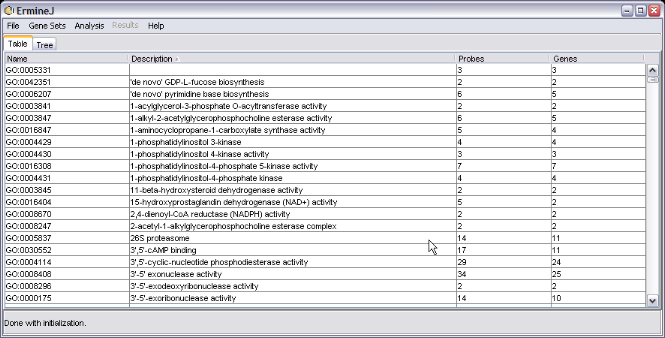 ErmineJ
File Gene Sets Analysis Results Help
Table Tree
Name Description Probes Genes
GO:0005331 3 3
GO:0042351 'de novo' GDP-L-fucose biosynthesis 2 2
GO:0006207 'de novo' pyrimidine base biosynthesis 6 5
GO:0003841 1-acylglycerol-3-phosphate O-acyltransferase activity 2 2
GO:0003847 1-alkyl-2-acetylglycerophosphocholine esterase activity 6 5
GO:0016847 1-aminocyclopropane-1-carboxylate synthase activity 5 4
GO:0004429 1-phosphatidylinositol 3-kinase 4 4
GO:0004430 1-phosphatidylinositol 4-kinase activity 3 3
GO:0016308 1-phosphatidylinositol-4-phosphate 5-kinase activity 7 7
GO:0004431 1-phosphatidylinositol-4-phosphate kinase 4 4
GO:0003845 11-beta-hydroxysteroid dehydrogenase activity 2 2
GO:0016404 15-hydroxyprostaglandin dehydrogenase (NAD+) activity 5 2
GO:0008670 2,4-dienoyl-CoA reductase (NADPH) activity 2 2
GO:0008247 2-acetyl-1-alkylglycerophosphocholine esterase complex 2 2
GO:0005837 26S proteasome 14 11
GO:0030552 3',5'-cAMP binding 17 11
GO:0004114 3',5'-cyclic-nucleotide phosphodiesterase activity 29 24
GO:0008408 3'-5' exonuclease activity 34 25
GO:0008296 3'-5'-exodeoxyribonuclease activity 2 2
GO:0000175 3'-5'-exoribonuclease activity 14 10
Done with initialization.